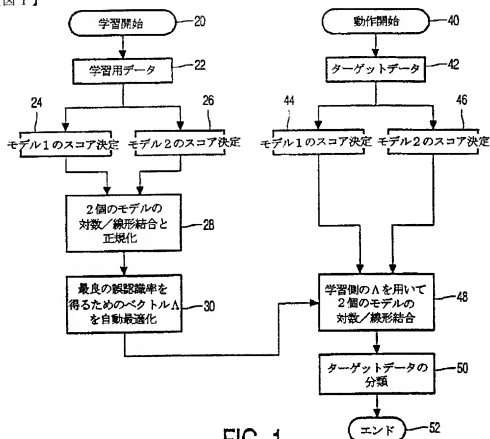 【図1】
学習開始
20
学習用データ
22
24
26
モデル1のスコア決定
モデル2のスコア決定
2個のモデルの
対数/線形結合と
正規化
28
最良の誤認識率を
得るためのベクトルΛ
を自動最適化
30
動作開始
40
ターゲットデータ
42
44
46
モデル1のスコア決定
モデル2のスコア決定
学習側のΛを用いて
2個のモデルの
対数/線形結合
48
ターゲットデータの
分類
50
エンド
52
FIG. 1